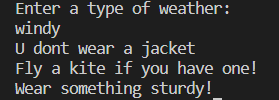 Enter a type of weather:
windy
U dont wear a jacket
Fly a kite if you have one!
Wear something sturdy!